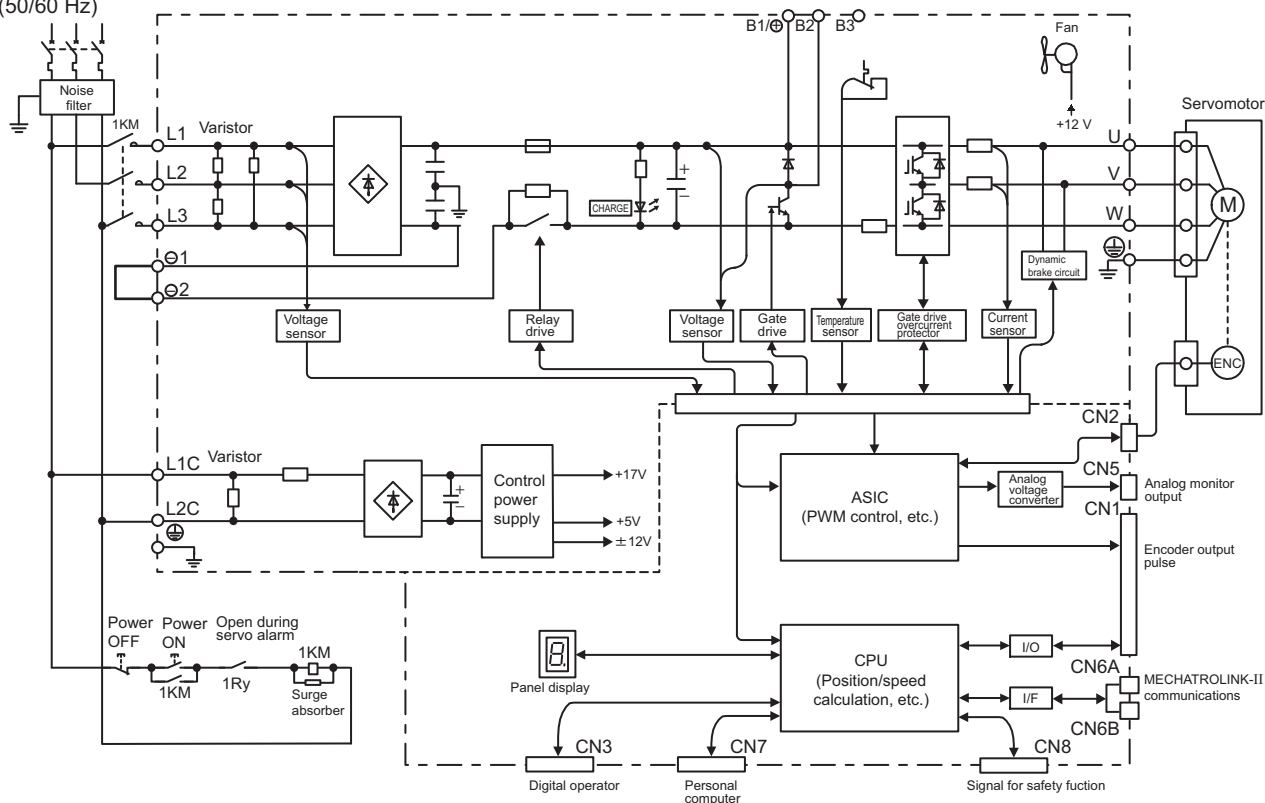 (50/60 Hz)
B1/⊕ B2 B3
Fan
+12 V
Noise
filter
1KM
Varistor
L1
L2
L3
⊖1
⊖2
CHARGE
U
V
W
Servomotor
M
ENC
Dynamic
brake circuit
Voltage
sensor
Relay
drive
Voltage
sensor
Gate
drive
Temperature
sensor
Gate drive
overcurrent
protector
Current
sensor
L1C
Varistor
L2C
+
−
+
−
Control
power
supply
+17V
+5V
±12V
ASIC
(PWM control, etc.)
Analog
voltage
converter
CN2
CN5
Analog monitor
output
CN1
Encoder output
pulse
Power
OFF
Power
ON
Open during
servo alarm
1KM
1KM
1Ry
Surge
absorber
8.
Panel display
CPU
(Position/speed
calculation, etc.)
I/O
I/F
CN6A
MECHATROLINK-II
communications
CN6B
CN3
Digital operator
CN7
Personal
computer
CN8
Signal for safety fuction